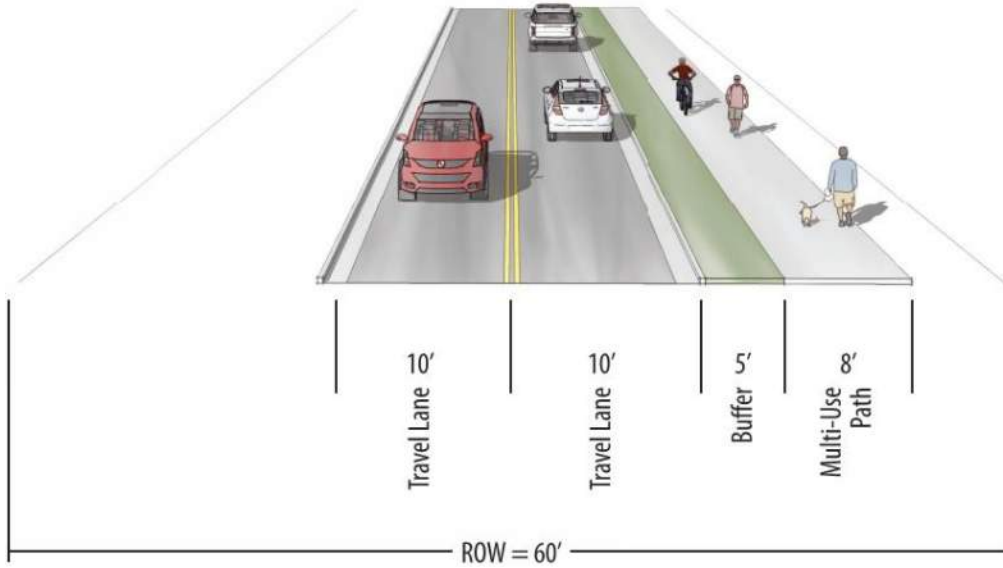 10’
Travel Lane
10’
Travel Lane
5’
Buffer
8’
Multi-Use
Path
ROW = 60’